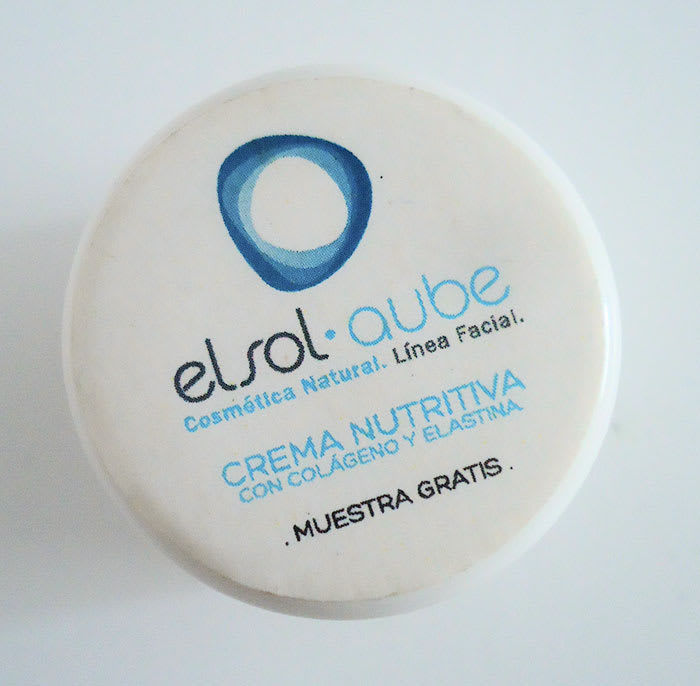 elsol·aube
Cosmética Natural. Línea Facial.
CREMA NUTRITIVA
CON COLÁGENO Y ELASTINA
. MUESTRA GRATIS .